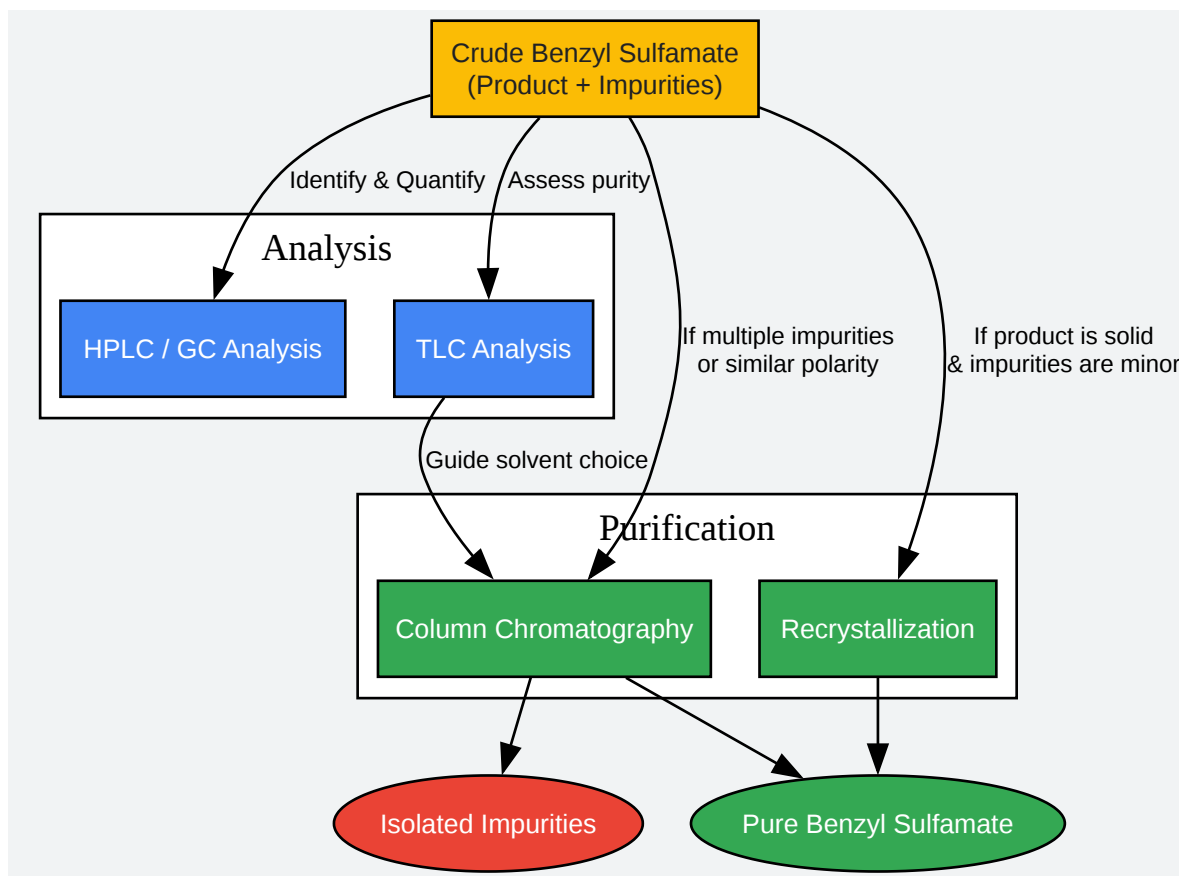 Crude Benzyl Sulfamate
(Product + Impurities)
Identify & Quantify
Assess purity
Analysis
HPLC / GC Analysis
TLC Analysis
If multiple impurities
or similar polarity
If product is solid
& impurities are minor
Guide solvent choice
Purification
Column Chromatography
Recrystallization
Isolated Impurities
Pure Benzyl Sulfamate